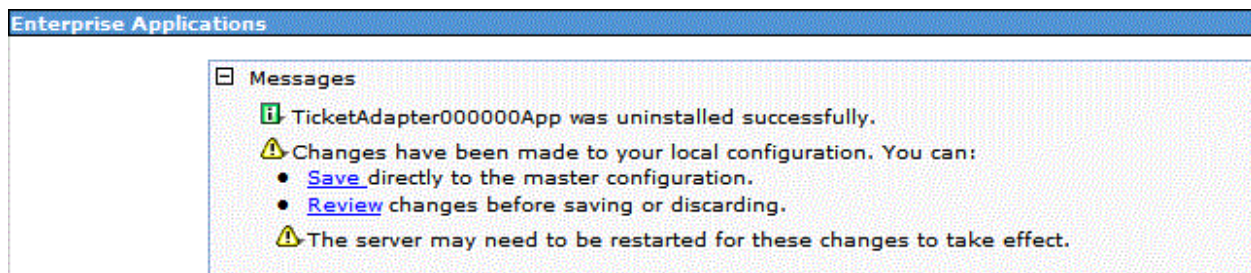 Enterprise Applications
Messages
TicketAdapter000000App was uninstalled successfully.
Changes have been made to your local configuration. You can:
Save directly to the master configuration.
Review changes before saving or discarding.
The server may need to be restarted for these changes to take effect.